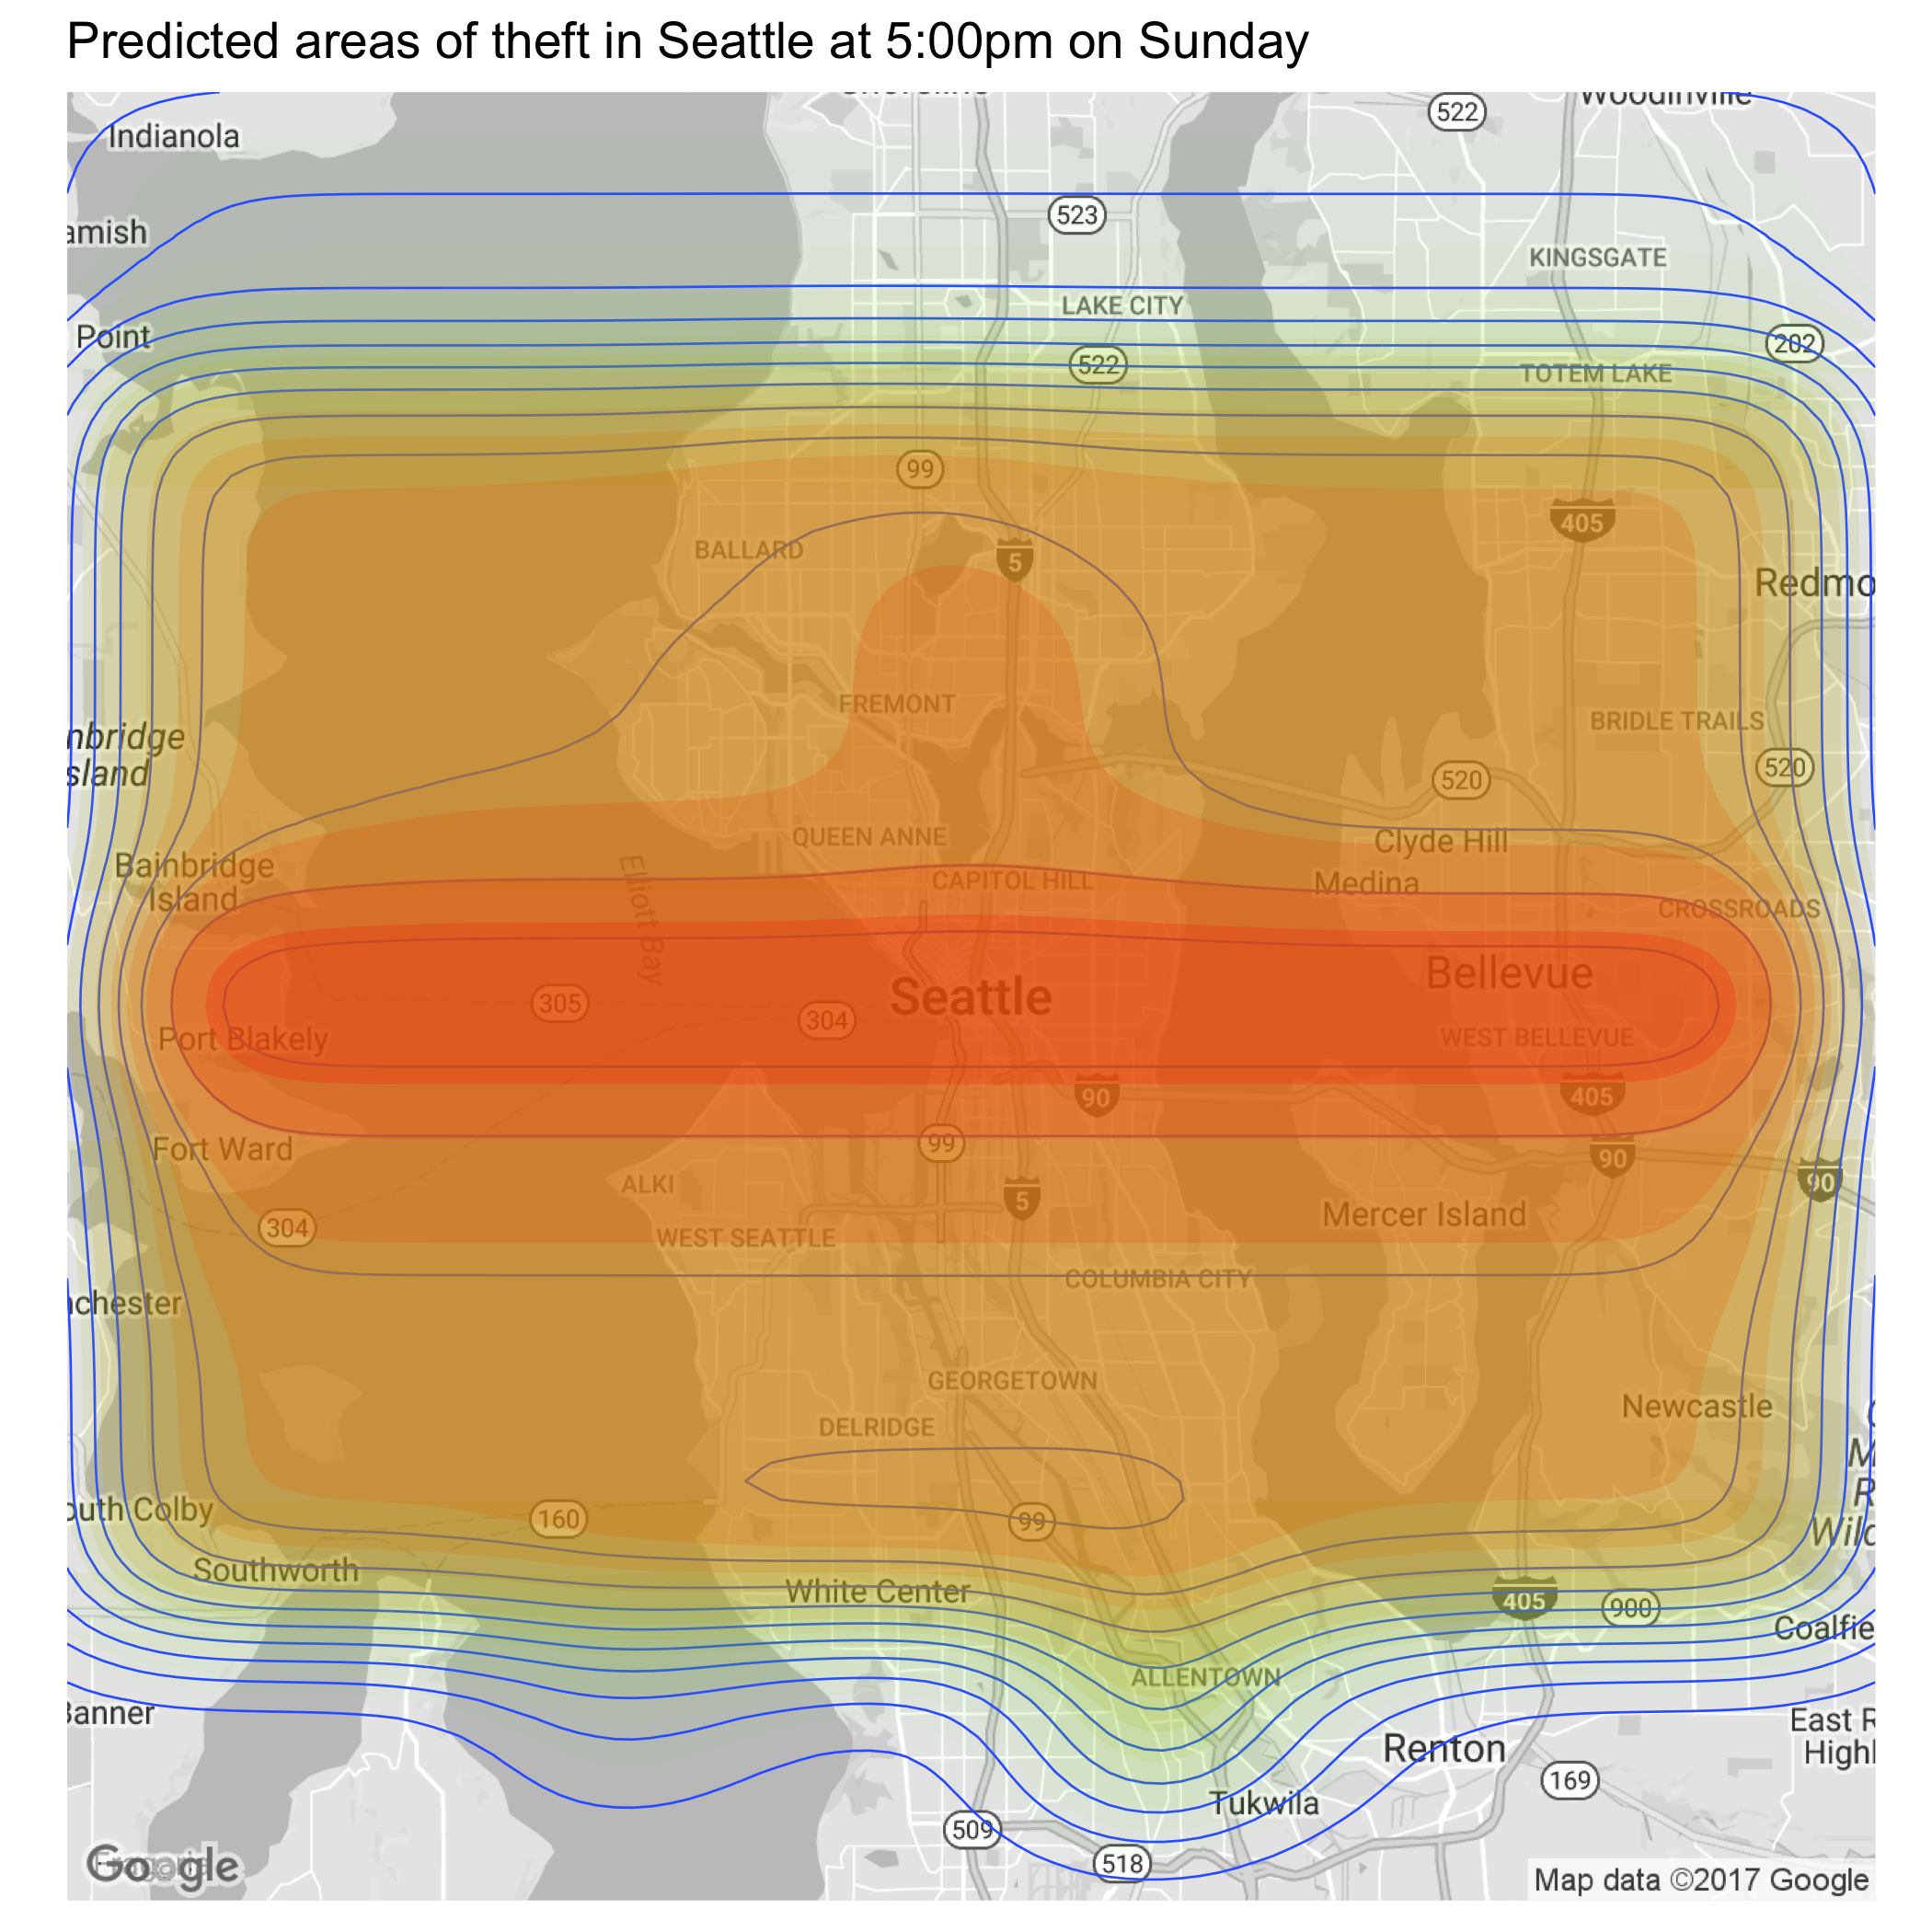 Predicted areas of theft in Seattle at 5:00pm on Sunday
Woodinville
522
Indianola
523
amish
KINGSGATE
LAKE CITY
Point
202
522
TOTEM LAKE
99
405
BALLARD
5
Redmo
FREMONT
BRIDLE TRAILS
nbridge
sland
520
520
QUEEN ANNE
Clyde Hill
Bainbridge
Island
Elliott Bay
CAPITOL HILL
Medina
CROSSROADS
Bellevue
Seattle
305
304
Port Blakely
WEST BELLEVUE
90
405
99
Fort Ward
90
90
ALKI
5
304
WEST SEATTLE
Mercer Island
COLUMBIA CITY
chester
GEORGETOWN
Newcastle
DELRIDGE
M
R
Wild
outh Colby
160
99
Southworth
White Center
405
900
Coalfie
ALLENTOWN
Banner
East R
Highl
Renton
169
Tukwila
509
518
Google
Map data ©2017 Google